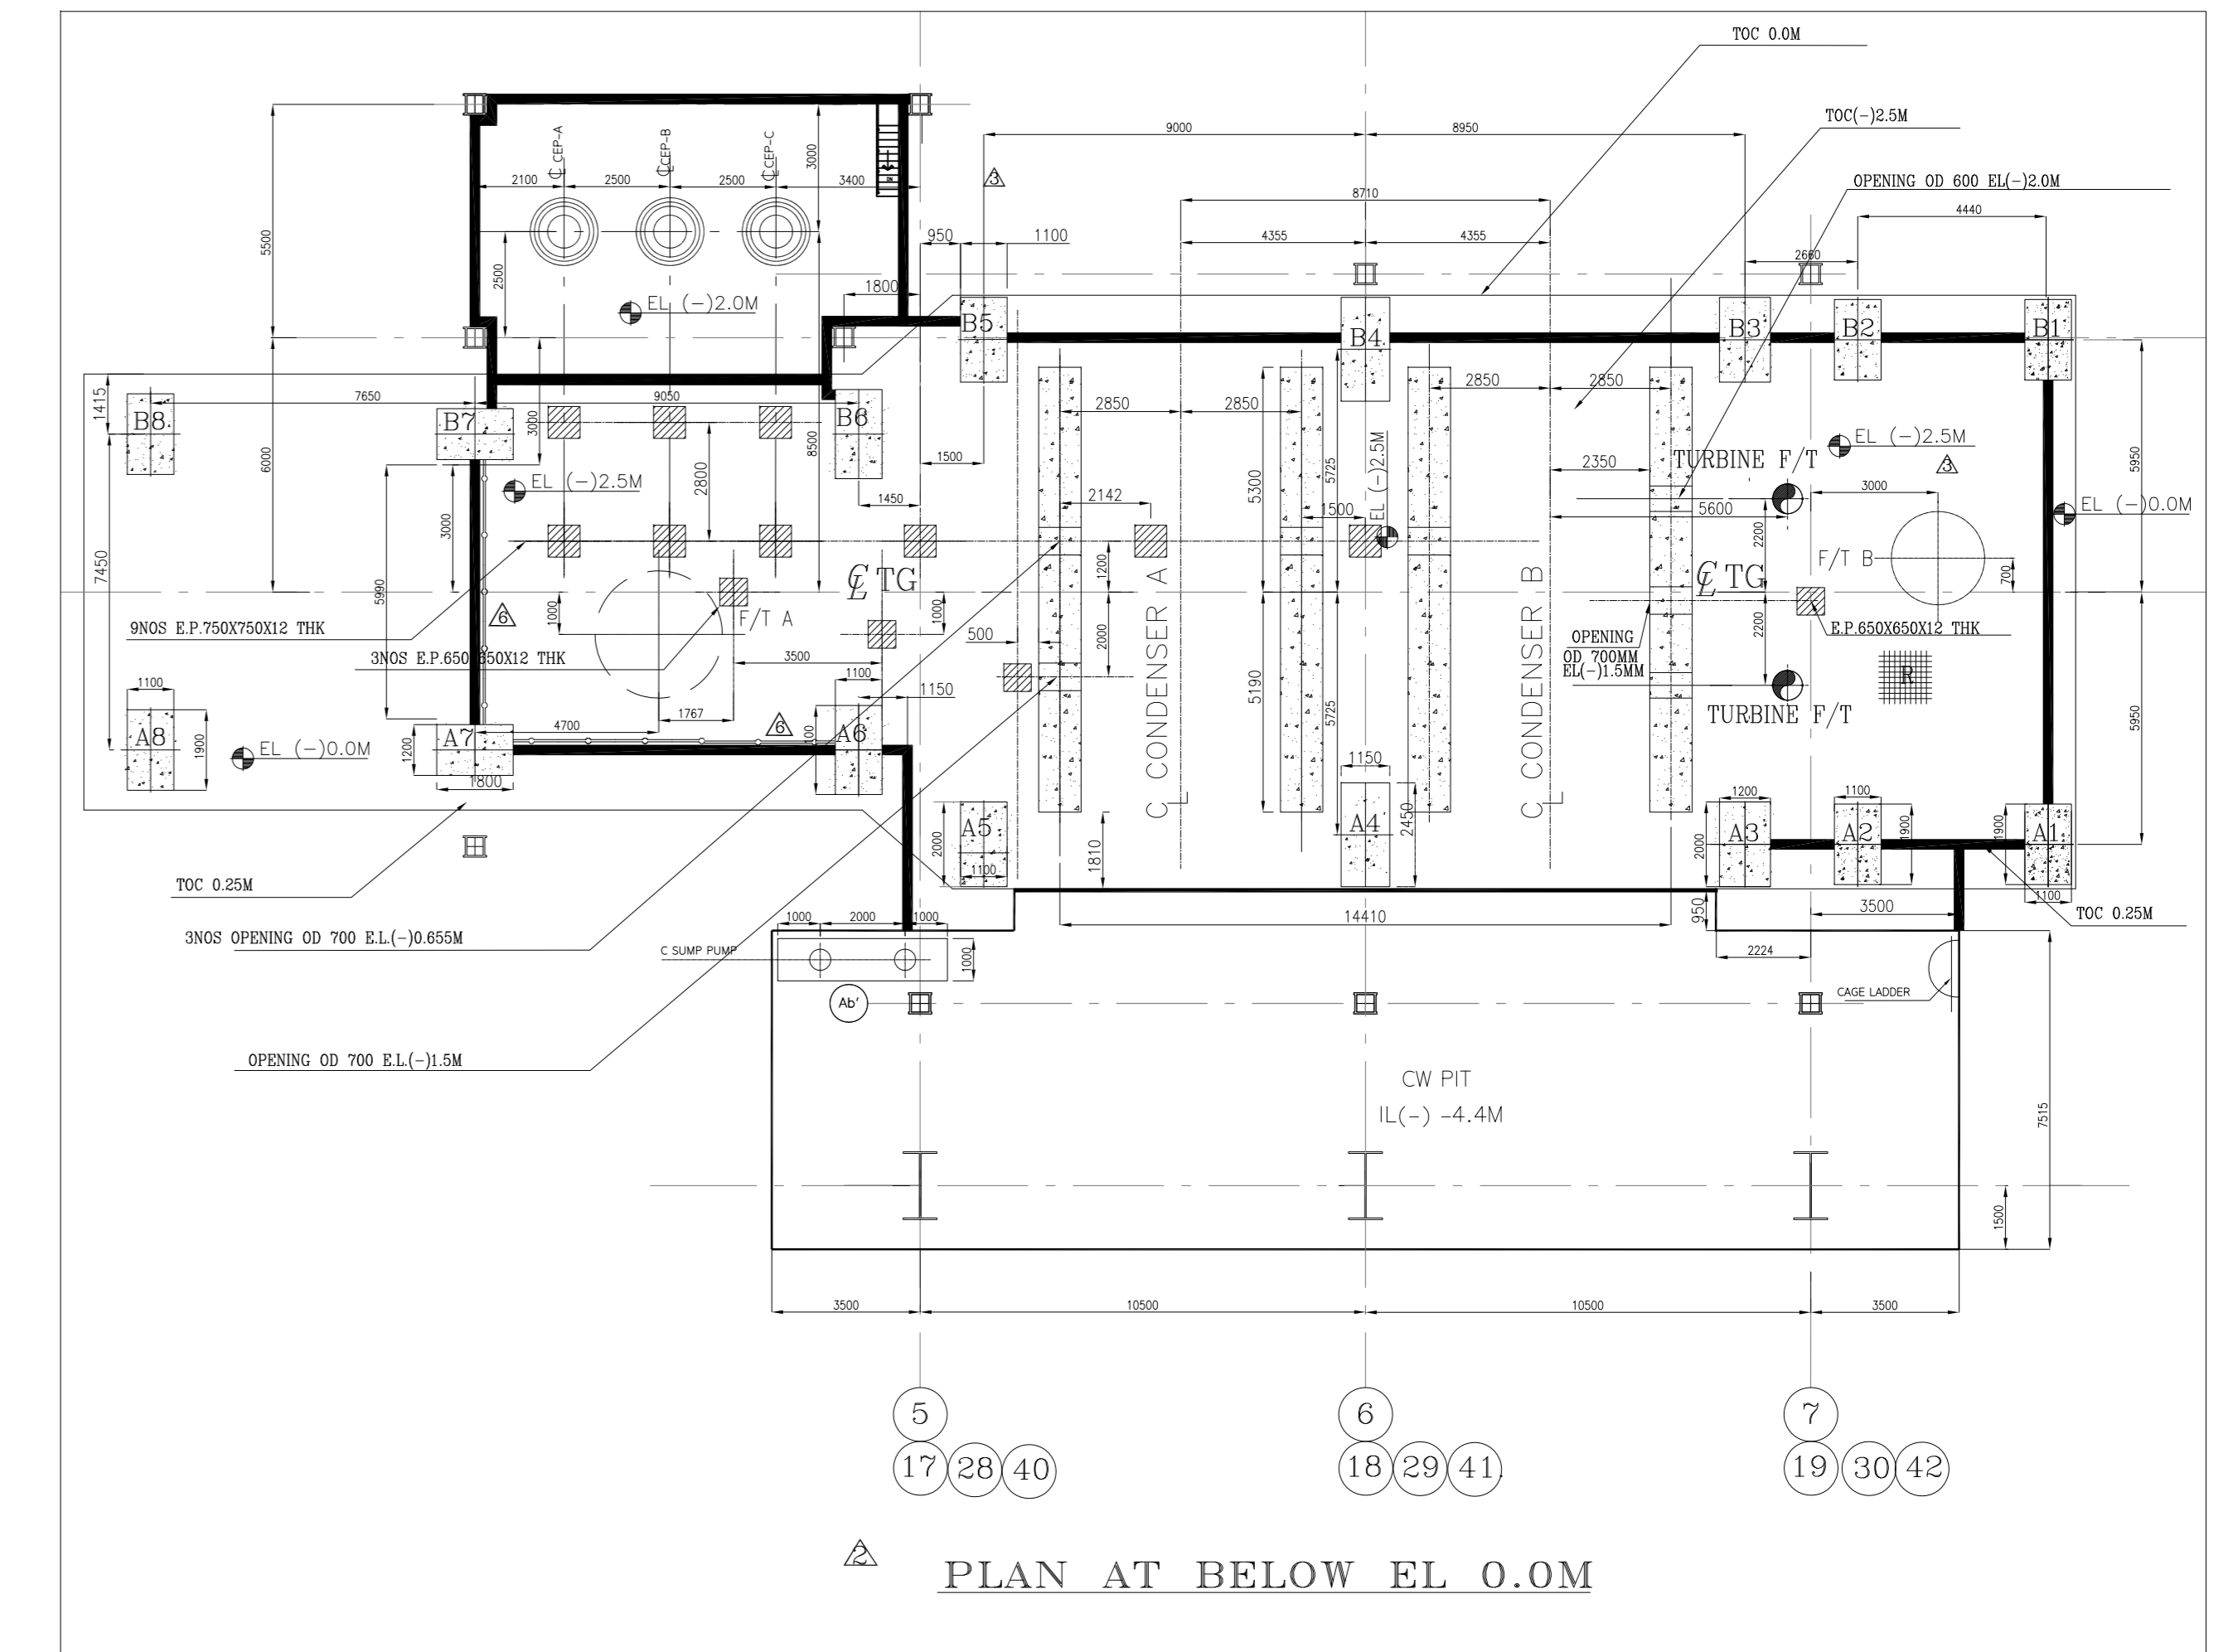 TOC 0.0M
TOC(-)2.5M
OPENING OD 600 EL(-)2.0M
9000
8950
℄ CEP-A
℄ CEP-B
℄ CEP-C
3000
DN
2100
2500
2500
3400
3
8710
4440
950
1100
4355
4355
2660
5500
2500
1800
EL (-)2.0M
B5
B4
B3
B2
B1
1415
7650
9050
B8
B7
3000
B6
8500
2850
2850
2850
2850
EL (-)2.5M
6000
2800
1500
5725
EL (-)2.5M
2350
TURBINE F/T
3
5950
EL (-)2.5M
5300
3000
EL (-)0.0M
1450
2142
1500
5600
7450
5990
3000
1200
2200
F/T B
700
℄ TG
℄ TG
6
1000
F/T A
1000
9NOS E.P.750X750X12 THK
3NOS E.P.650X650X12 THK
500
2000
C CONDENSER A
C CONDENSER B
OPENING
OD 700MM
EL(-)1.5MM
2200
E.P.650X650X12 THK
R
3500
1100
1100
1150
5190
5725
5950
TURBINE F/T
4700
1767
6
A8
1900
EL (-)0.0M
A7
1200
1800
100
A6
1150
2450
A5
2000
1100
A4
1810
1200
A3
2000
1100
A2
1900
1900
A1
1100
TOC 0.25M
TOC 0.25M
1000
2000
1000
14410
950
3500
3NOS OPENING OD 700 E.L.(-)0.655M
C SUMP PUMP
1000
2224
CAGE LADDER
Ab'
OPENING OD 700 E.L.(-)1.5M
CW PIT
IL(-) -4.4M
7515
1500
3500
10500
10500
3500
5
6
7
17 28 40
18 29 41.
19 30 42
2
PLAN AT BELOW EL 0.0M